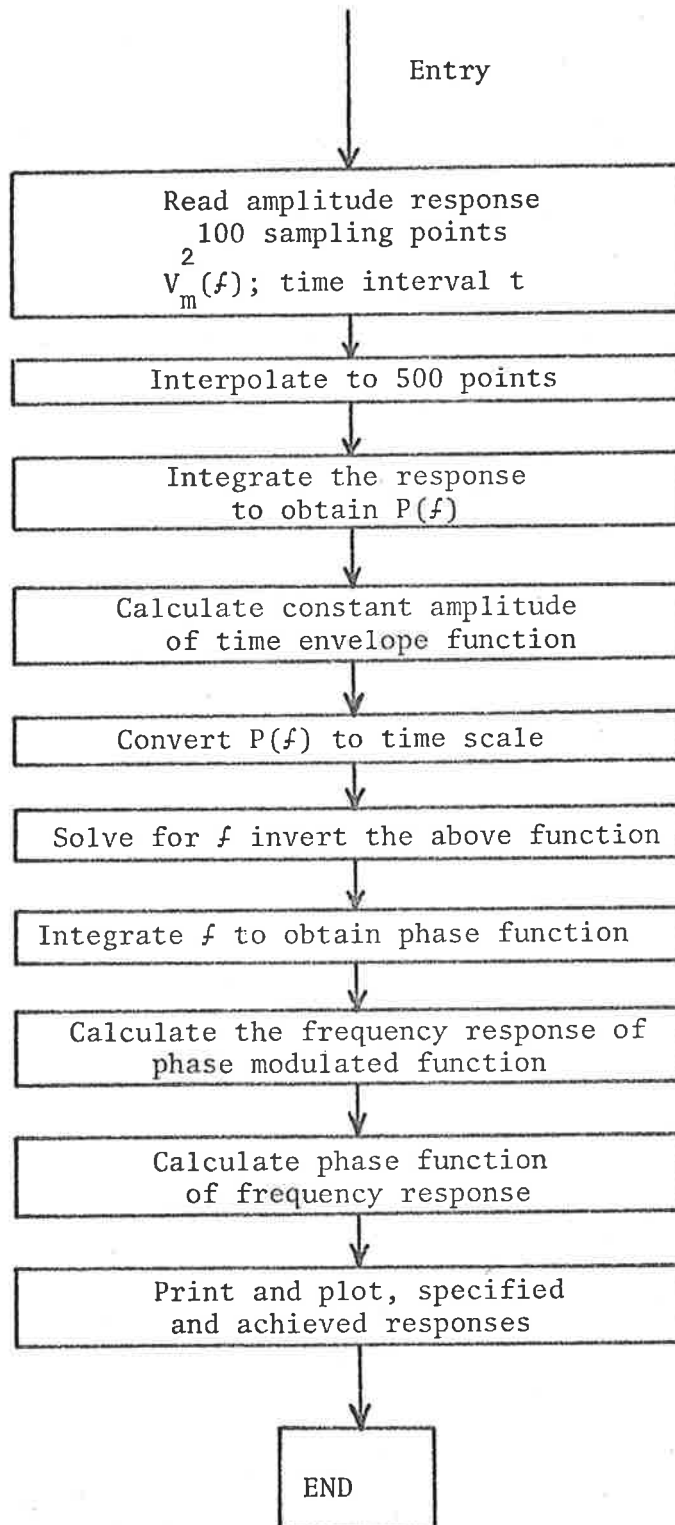 Entry
Read amplitude response
100 sampling points
V_m^2(f); time interval t
Interpolate to 500 points
Integrate the response
to obtain P(f)
Calculate constant amplitude
of time envelope function
Convert P(f) to time scale
Solve for f invert the above function
Integrate f to obtain phase function
Calculate the frequency response of
phase modulated function
Calculate phase function
of frequency response
Print and plot, specified
and achieved responses
END